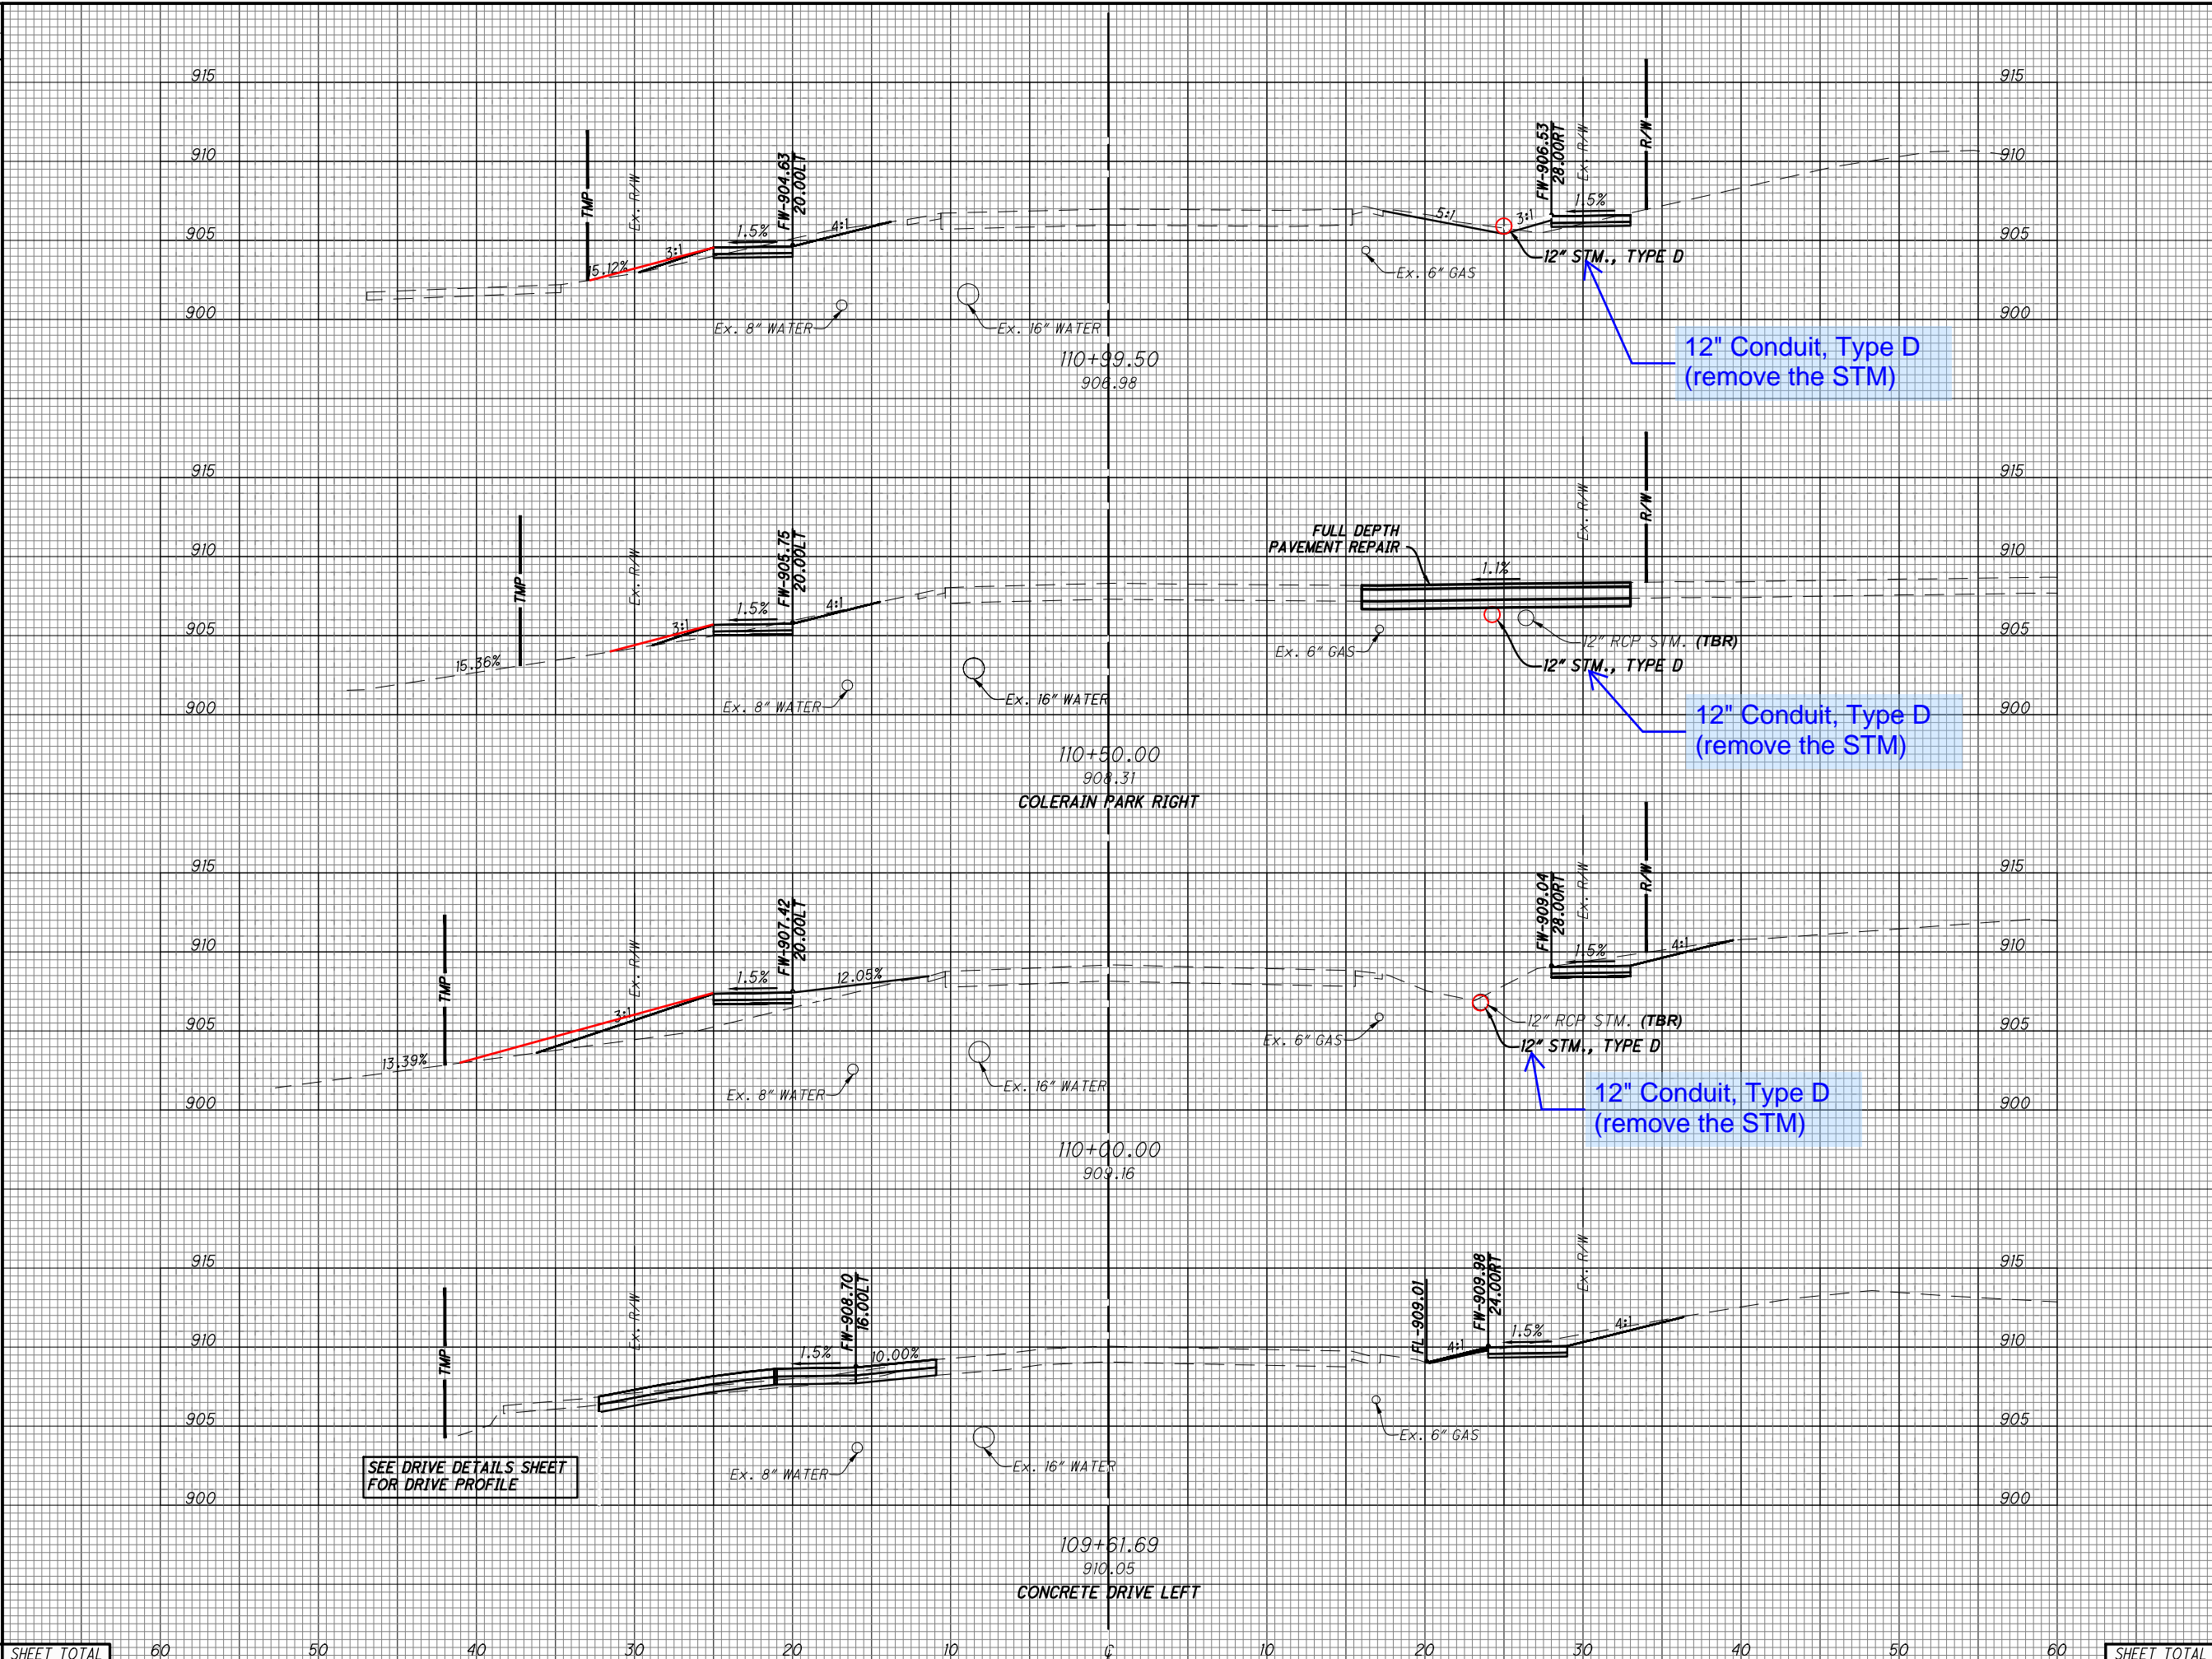 915
915
910
910
905
905
900
900
TMP
Ex. R/W
FW-904.63
20.00LT
1.5%
4:1
3:1
15.12%
Ex. 8" WATER
Ex. 16" WATER
5:1
3:1
FW-906.53
28.00RT
Ex. R/W
R/W
1.5%
12" STM., TYPE D
Ex. 6" GAS
12" Conduit, Type D
(remove the STM)
110+99.50
906.98
915
915
910
910
905
905
900
900
TMP
Ex. R/W
FW-905.75
20.00LT
1.5%
4:1
3:1
15.36%
Ex. 8" WATER
Ex. 16" WATER
FULL DEPTH
PAVEMENT REPAIR
1.1%
Ex. R/W
R/W
Ex. 6" GAS
12" RCP STM. (TBR)
12" STM., TYPE D
12" Conduit, Type D
(remove the STM)
110+50.00
908.31
COLERAIN PARK RIGHT
915
915
910
910
905
905
900
900
TMP
Ex. R/W
FW-907.42
20.00LT
1.5%
12.05%
3:1
13.39%
Ex. 8" WATER
Ex. 16" WATER
FW-909.04
28.00RT
Ex. R/W
R/W
1.5%
4:1
Ex. 6" GAS
12" RCP STM. (TBR)
12" STM., TYPE D
12" Conduit, Type D
(remove the STM)
110+00.00
909.16
915
915
910
910
905
905
900
900
TMP
Ex. R/W
FW-908.70
16.00LT
1.5%
10.00%
Ex. 8" WATER
Ex. 16" WATER
FL-909.01
FW-909.98
24.00RT
Ex. R/W
4:1
1.5%
4:1
Ex. 6" GAS
SEE DRIVE DETAILS SHEET
FOR DRIVE PROFILE
109+61.69
910.05
CONCRETE DRIVE LEFT
SHEET TOTAL
60
50
40
30
20
10
10
20
30
40
50
60
SHEET TOTAL